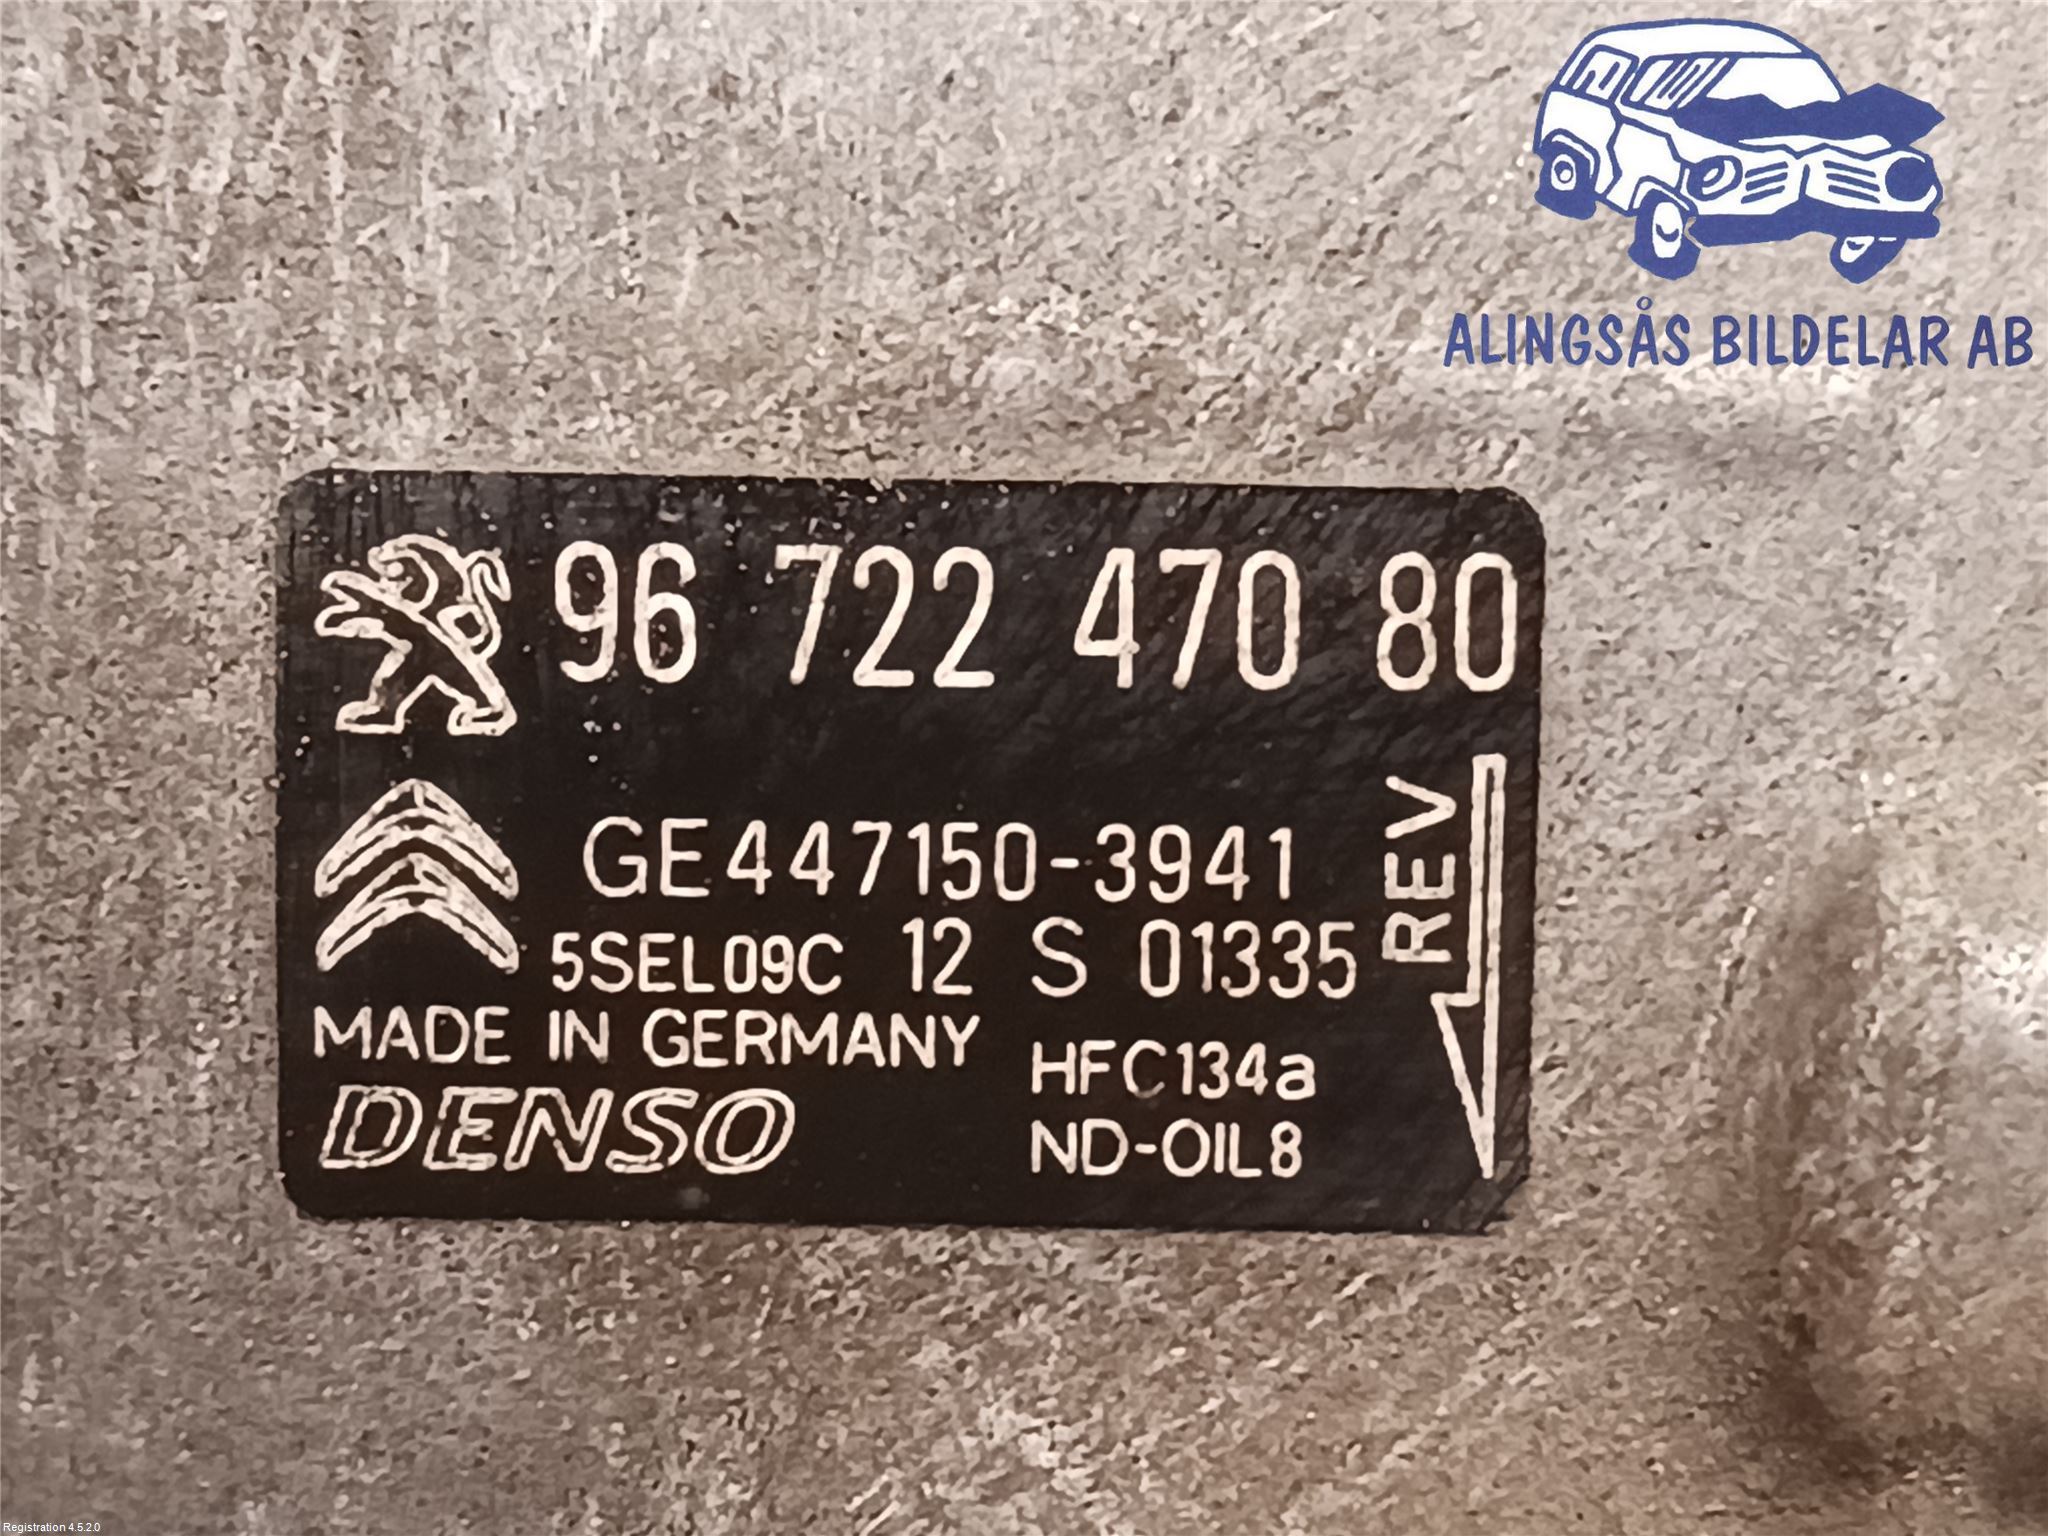 ALINGSÅS BILDELAR AB
96 722 470 80
GE447150-3941
5SEL09C 12 S 01335
REV
MADE IN GERMANY
HFC134a
DENSO
ND-OIL8
Registration 4.5.2.0